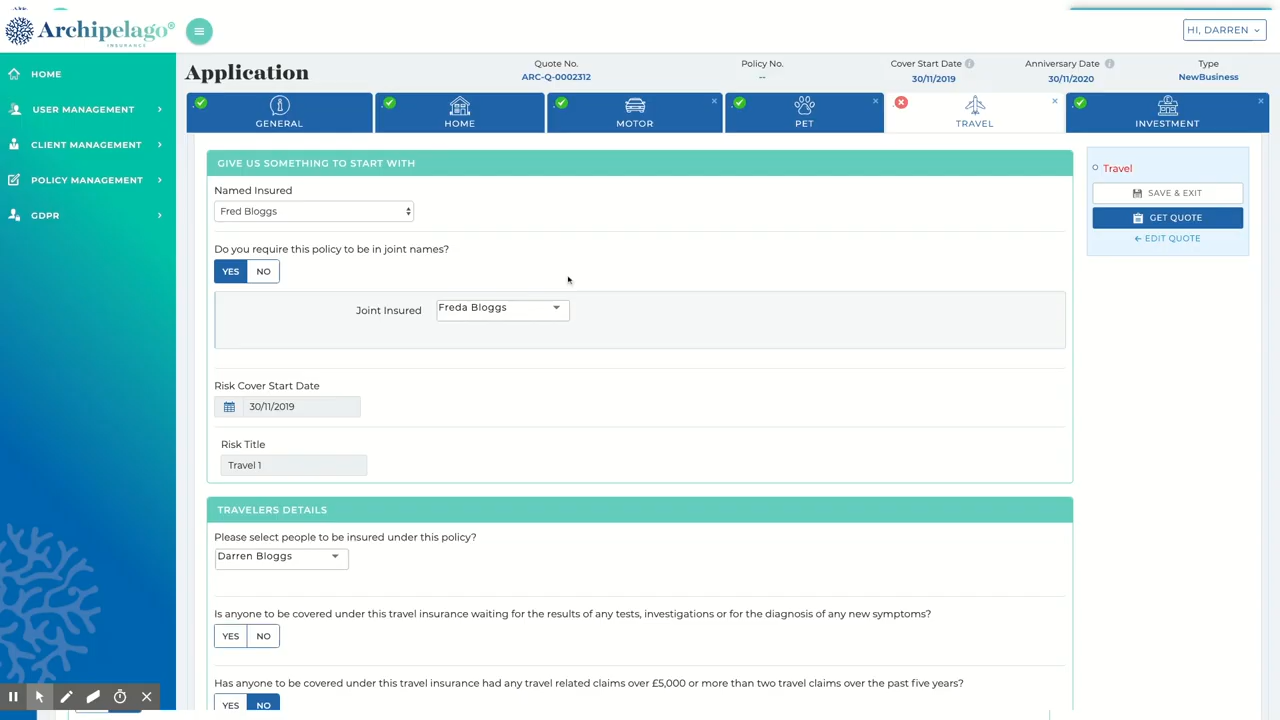 Archipelago®
INSURANCE
HI, DARREN
HOME
USER MANAGEMENT
CLIENT MANAGEMENT
POLICY MANAGEMENT
GDPR
Application
Quote No.
ARC-Q-0002312
Policy No.
--
Cover Start Date
30/11/2019
Anniversary Date
30/11/2020
Type
NewBusiness
GENERAL
HOME
MOTOR
PET
TRAVEL
INVESTMENT
GIVE US SOMETHING TO START WITH
Named Insured
Fred Bloggs
Do you require this policy to be in joint names?
YES NO
Joint Insured Freda Bloggs
Risk Cover Start Date
30/11/2019
Risk Title
Travel 1
TRAVELERS DETAILS
Please select people to be insured under this policy?
Darren Bloggs
Is anyone to be covered under this travel insurance waiting for the results of any tests, investigations or for the diagnosis of any new symptoms?
YES NO
Has anyone to be covered under this travel insurance had any travel related claims over £5,000 or more than two travel claims over the past five years?
YES NO
Travel
SAVE & EXIT
GET QUOTE
← EDIT QUOTE